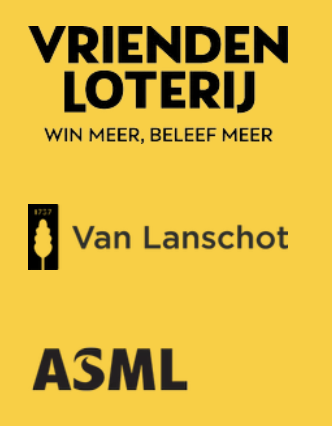 VRIENDEN
LOTERIJ
WIN MEER, BELEEF MEER
1737
Van Lanschot
ASML